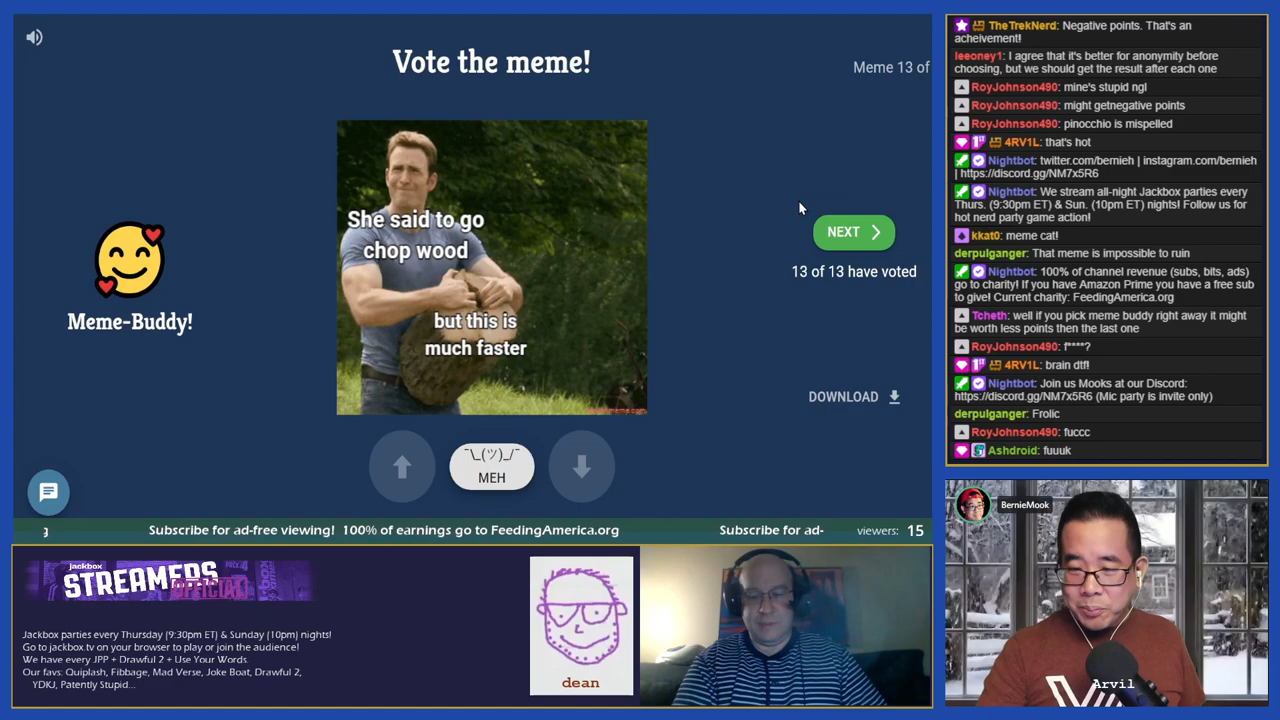 Vote the meme!
Meme 13 of
She said to go
chop wood
but this is
much faster
Meme-Buddy!
NEXT
13 of 13 have voted
DOWNLOAD
¯\_(ツ)_/¯
MEH
g
Subscribe for ad-free viewing! 100% of earnings go to FeedingAmerica.org
Subscribe for ad-
viewers: 15
jackbox
STREAMERS
OFFICIAL
Jackbox parties every Thursday (9:30pm ET) & Sunday (10pm) nights!
Go to jackbox.tv on your browser to play or join the audience!
We have every JPP + Drawful 2 + Use Your Words.
Our favs: Quiplash, Fibbage, Mad Verse, Joke Boat, Drawful 2,
YDKJ, Patently Stupid...
dean
TheTrekNerd: Negative points. That's an
acheivement!
leeoney1: I agree that it's better for anonymity before
choosing, but we should get the result after each one
RoyJohnson490: mine's stupid ngl
RoyJohnson490: might getnegative points
RoyJohnson490: pinocchio is mispelled
4RV1L: that's hot
Nightbot: twitter.com/bernieh | instagram.com/bernieh
| https://discord.gg/NM7x5R6
Nightbot: We stream all-night Jackbox parties every
Thurs. (9:30pm ET) & Sun. (10pm ET) nights! Follow us for
hot nerd party game action!
kkat0: meme cat!
derpulganger: That meme is impossible to ruin
Nightbot: 100% of channel revenue (subs, bits, ads)
go to charity! If you have Amazon Prime you have a free sub
to give! Current charity: FeedingAmerica.org
Tcheth: well if you pick meme buddy right away it might
be worth less points then the last one
RoyJohnson490: f****?
4RV1L: brain dtf!
Nightbot: Join us Mooks at our Discord:
https://discord.gg/NM7x5R6 (Mic party is invite only)
derpulganger: Frolic
RoyJohnson490: fuccc
Ashdroid: fuuuk
BernieMook
Arvil